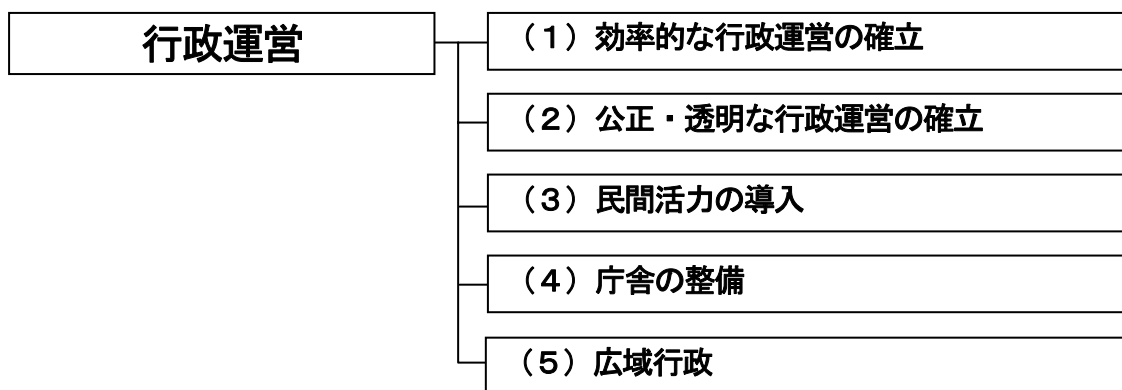 行政運営
（1）効率的な行政運営の確立
（2）公正・透明な行政運営の確立
（3）民間活力の導入
（4）庁舎の整備
（5）広域行政